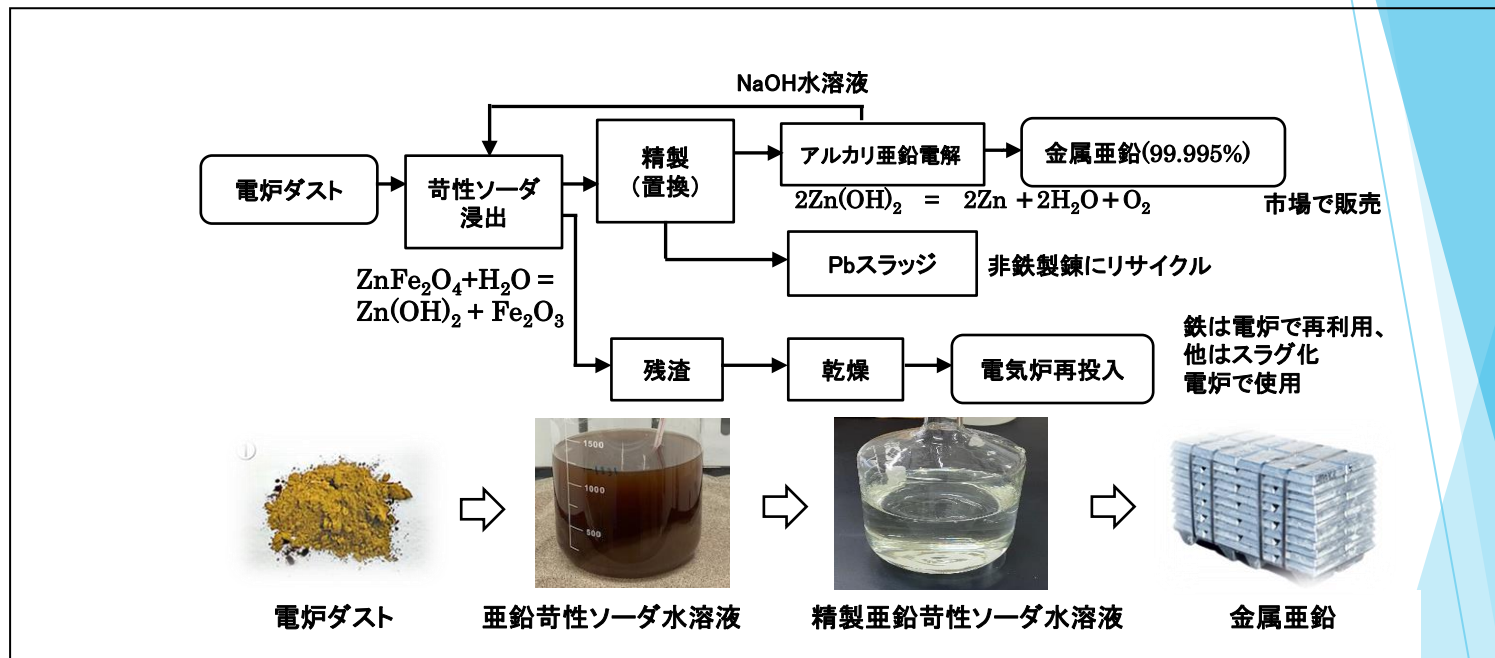 NaOH水溶液
電炉ダスト
苛性ソーダ
浸出
精製
（置換）
アルカリ亜鉛電解
金属亜鉛(99.995%)
2Zn(OH)₂ = 2Zn+2H₂O+O₂
市場で販売
Pbスラッジ
非鉄製錬にリサイクル
ZnFe₂O₄+H₂O =
Zn(OH)₂ + Fe₂O₃
残渣
乾燥
電気炉再投入
鉄は電炉で再利用、
他はスラグ化
電炉で使用
①
1500
1000
500
電炉ダスト
亜鉛苛性ソーダ水溶液
精製亜鉛苛性ソーダ水溶液
金属亜鉛